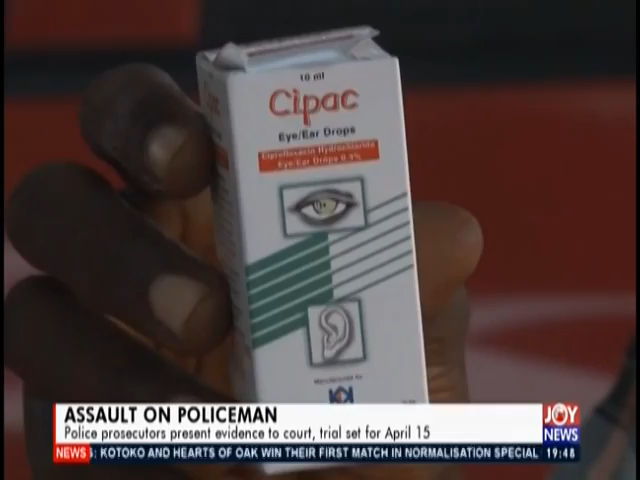 10 ml
Cipac
Eye/Ear Drops
Ciprofloxacin Hydrochloride
Eye/Ear Drops 0.3%
Manufactured for
ASSAULT ON POLICEMAN
Police prosecutors present evidence to court, trial set for April 15
JOY
NEWS
NEWS S: KOTOKO AND HEARTS OF OAK WIN THEIR FIRST MATCH IN NORMALISATION SPECIAL 19:48